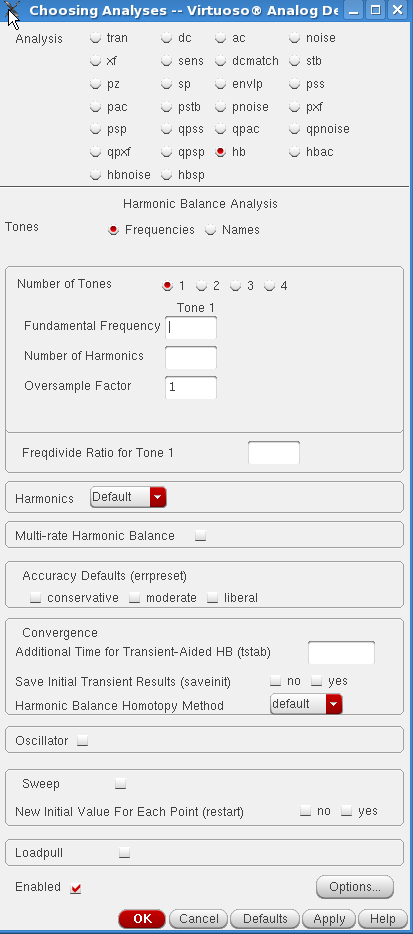 Choosing Analyses -- Virtuoso® Analog De
Analysis
tran dc ac noise
xf sens dcmatch stb
pz sp envlp pss
pac pstb pnoise pxf
psp qpss qpac qpnoise
qpxf qpsp hb hbac
hbnoise hbsp
Harmonic Balance Analysis
Tones Frequencies Names
Number of Tones 1 2 3 4
Tone 1
Fundamental Frequency
Number of Harmonics
Oversample Factor 1
Freqdivide Ratio for Tone 1
Harmonics Default
Multi-rate Harmonic Balance
Accuracy Defaults (errpreset)
conservative moderate liberal
Convergence
Additional Time for Transient-Aided HB (tstab)
Save Initial Transient Results (saveinit) no yes
Harmonic Balance Homotopy Method default
Oscillator
Sweep
New Initial Value For Each Point (restart) no yes
Loadpull
Enabled Options...
OK Cancel Defaults Apply Help